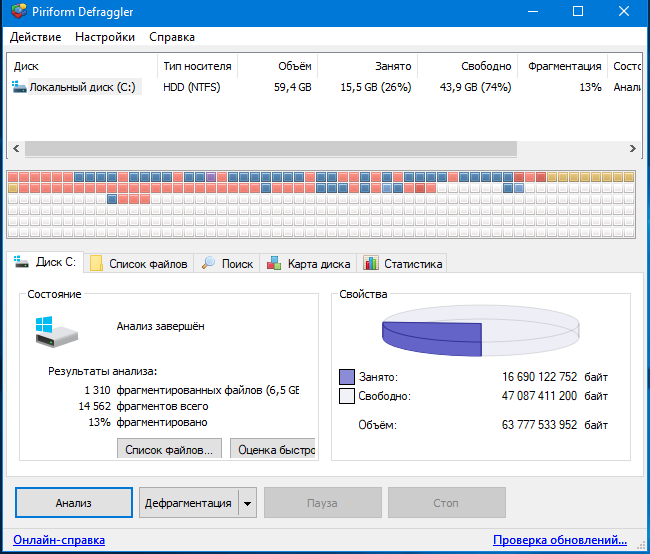 Piriform Defraggler
Действие Настройки Справка
Диск Тип носителя Объём Занято Свободно Фрагментация Состо
Локальный диск (C:) HDD (NTFS) 59,4 GB 15,5 GB (26%) 43,9 GB (74%) 13% Анали
Диск C: Список файлов Поиск Карта диска Статистика
Состояние
Анализ завершён
Результаты анализа:
1 310 фрагментированных файлов (6,5 GE
14 562 фрагментов всего
13% фрагментировано
Список файлов... Оценка быстро
Свойства
Занято: 16 690 122 752 байт
Свободно: 47 087 411 200 байт
Объём: 63 777 533 952 байт
Анализ Дефрагментация Пауза Стоп
Онлайн-справка Проверка обновлений...